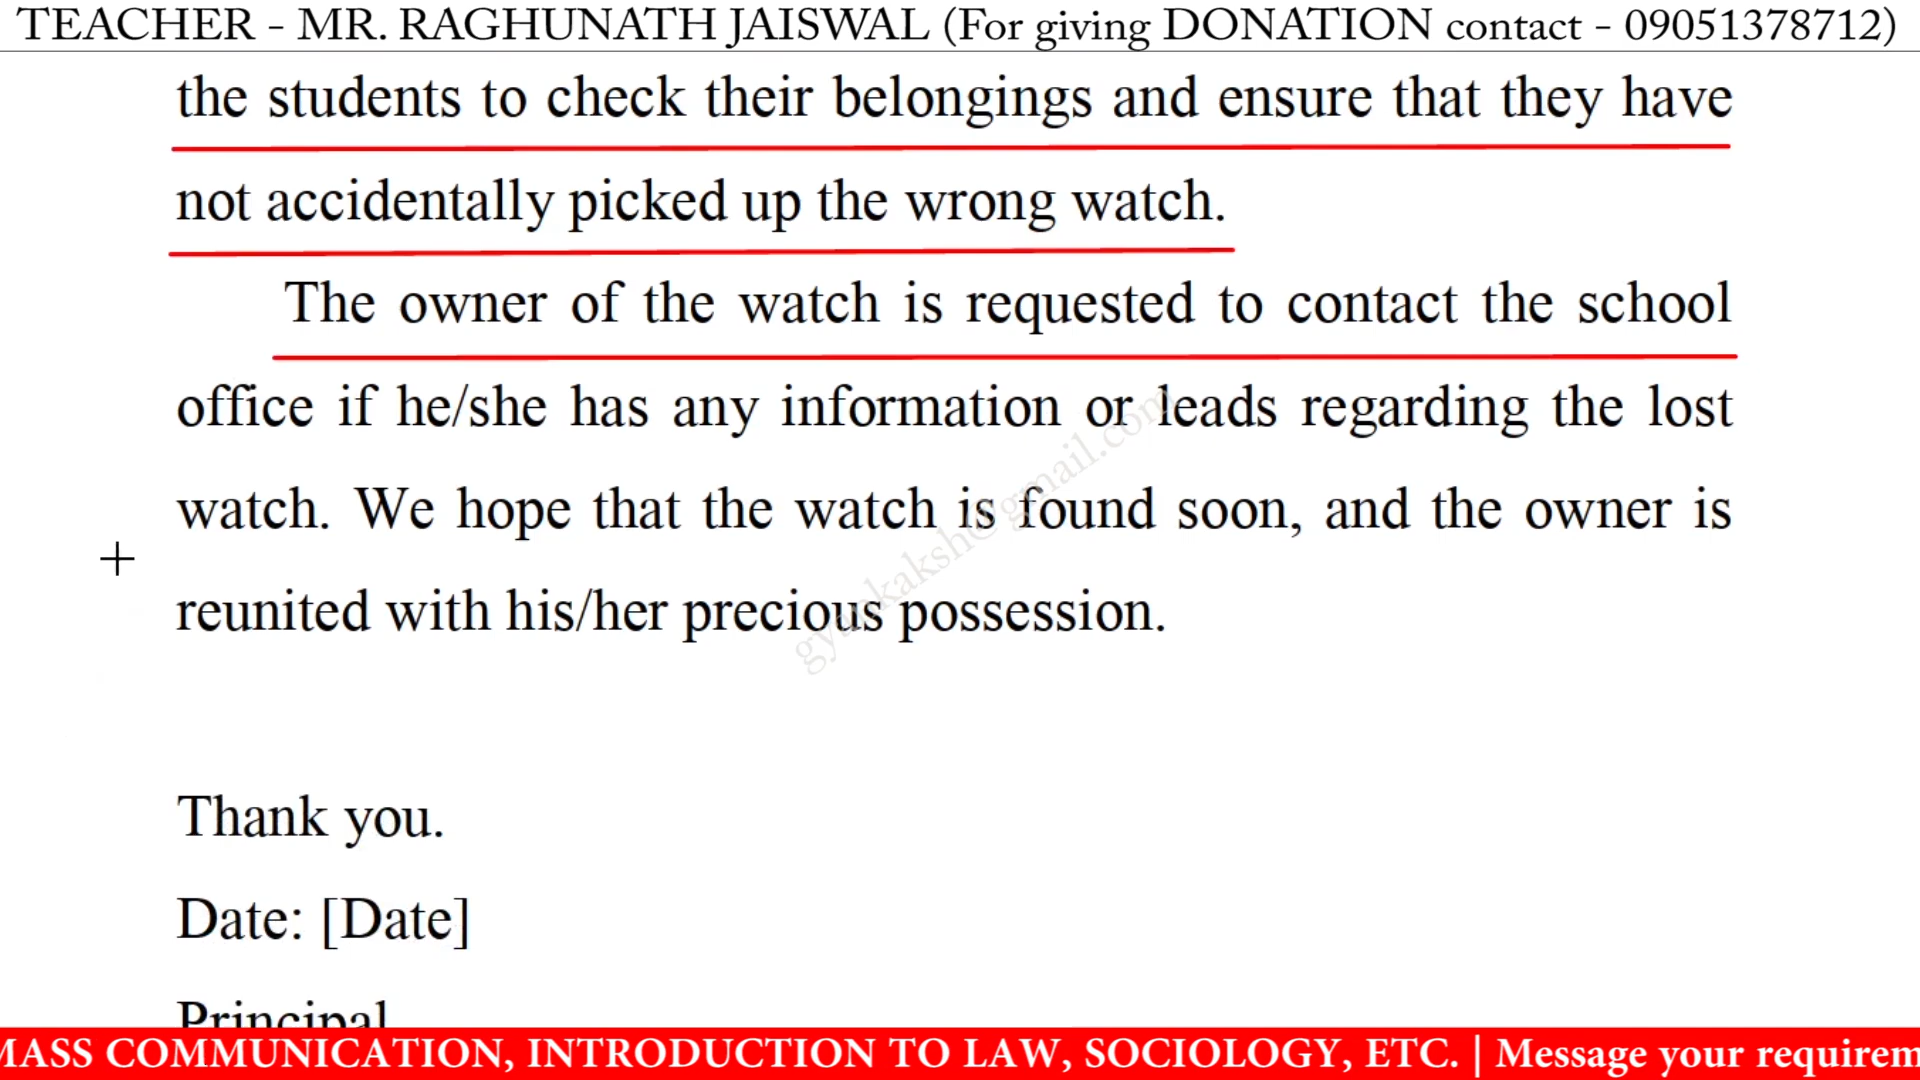 TEACHER - MR. RAGHUNATH JAISWAL (For giving DONATION contact - 09051378712)
the students to check their belongings and ensure that they have
not accidentally picked up the wrong watch.
The owner of the watch is requested to contact the school
office if he/she has any information or leads regarding the lost
watch. We hope that the watch is found soon, and the owner is
reunited with his/her precious possession.
gyankaksh@gmail.com
Thank you.
Date: [Date]
Principal
MASS COMMUNICATION, INTRODUCTION TO LAW, SOCIOLOGY, ETC. | Message your requirem